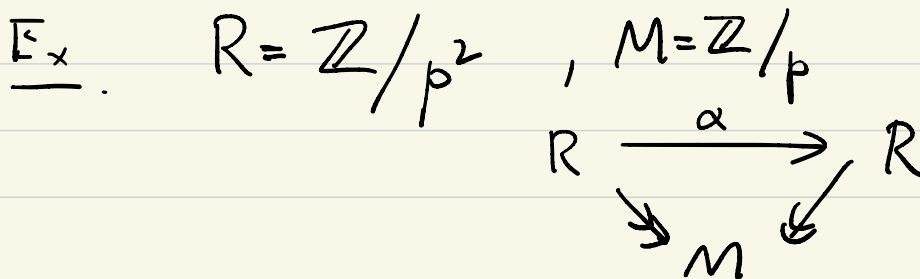 Ex. R = ℤ/p², M = ℤ/p
α
R → R
M